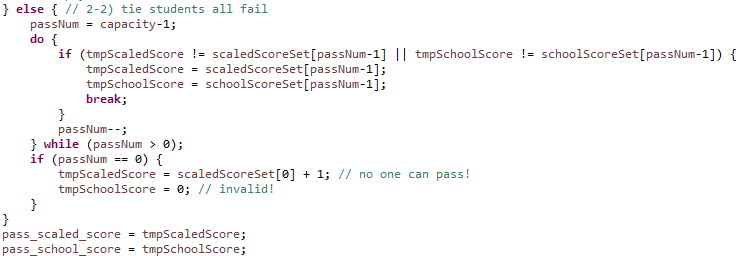 } else { // 2-2) tie students all fail
    passNum = capacity-1;
    do {
        if (tmpScaledScore != scaledScoreSet[passNum-1] || tmpSchoolScore != schoolScoreSet[passNum-1]) {
            tmpScaledScore = scaledScoreSet[passNum-1];
            tmpSchoolScore = schoolScoreSet[passNum-1];
            break;
        }
        passNum--;
    } while (passNum > 0);
    if (passNum == 0) {
        tmpScaledScore = scaledScoreSet[0] + 1; // no one can pass!
        tmpSchoolScore = 0; // invalid!
    }
}
pass_scaled_score = tmpScaledScore;
pass_school_score = tmpSchoolScore;